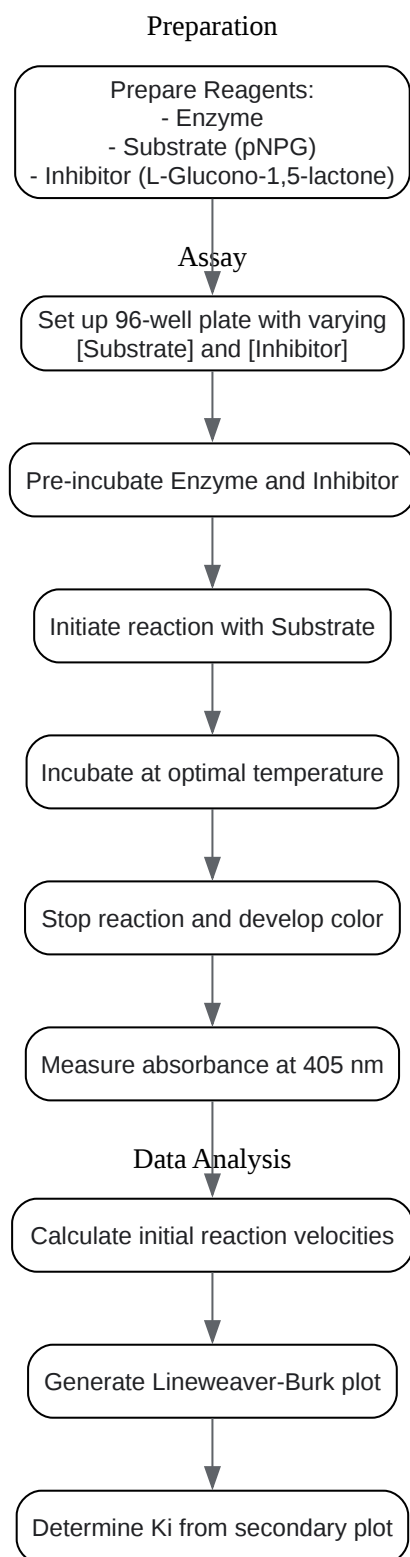 Preparation
Prepare Reagents:
- Enzyme
- Substrate (pNPG)
- Inhibitor (L-Glucono-1,5-lactone)
Assay
Set up 96-well plate with varying
[Substrate] and [Inhibitor]
Pre-incubate Enzyme and Inhibitor
Initiate reaction with Substrate
Incubate at optimal temperature
Stop reaction and develop color
Measure absorbance at 405 nm
Data Analysis
Calculate initial reaction velocities
Generate Lineweaver-Burk plot
Determine Ki from secondary plot